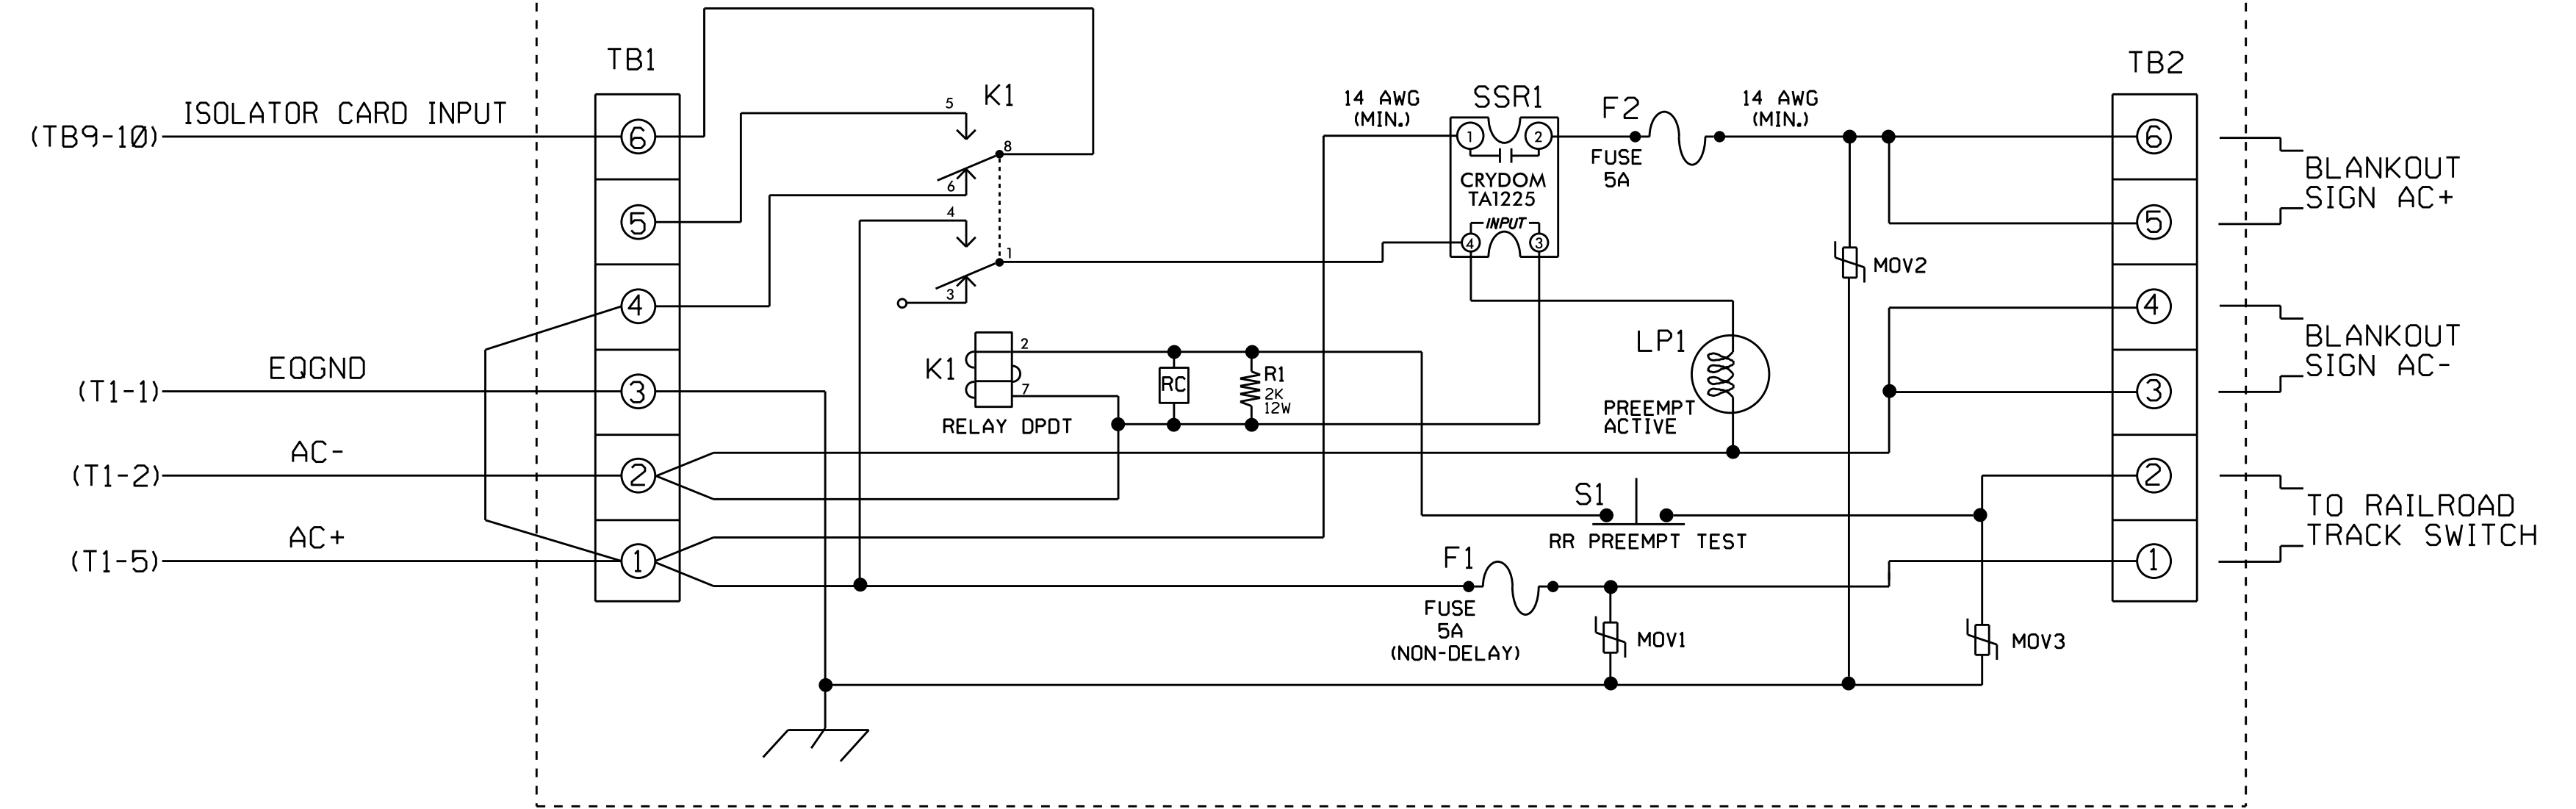 TB1
TB2
(TB9-10) ISOLATOR CARD INPUT
(T1-1) EQGND
(T1-2) AC-
(T1-5) AC+
6
5
4
3
2
1
K1
5
8
6
4
1
3
K1
2
7
RELAY DPDT
RC
R1
2K
12W
14 AWG
(MIN.)
SSR1
1
2
CRYDOM
TA1225
INPUT
4
3
F2
FUSE
5A
14 AWG
(MIN.)
MOV2
LP1
PREEMPT
ACTIVE
S1
RR PREEMPT TEST
F1
FUSE
5A
(NON-DELAY)
MOV1
MOV3
6
5
4
3
2
1
BLANKOUT
SIGN AC+
BLANKOUT
SIGN AC-
TO RAILROAD
TRACK SWITCH